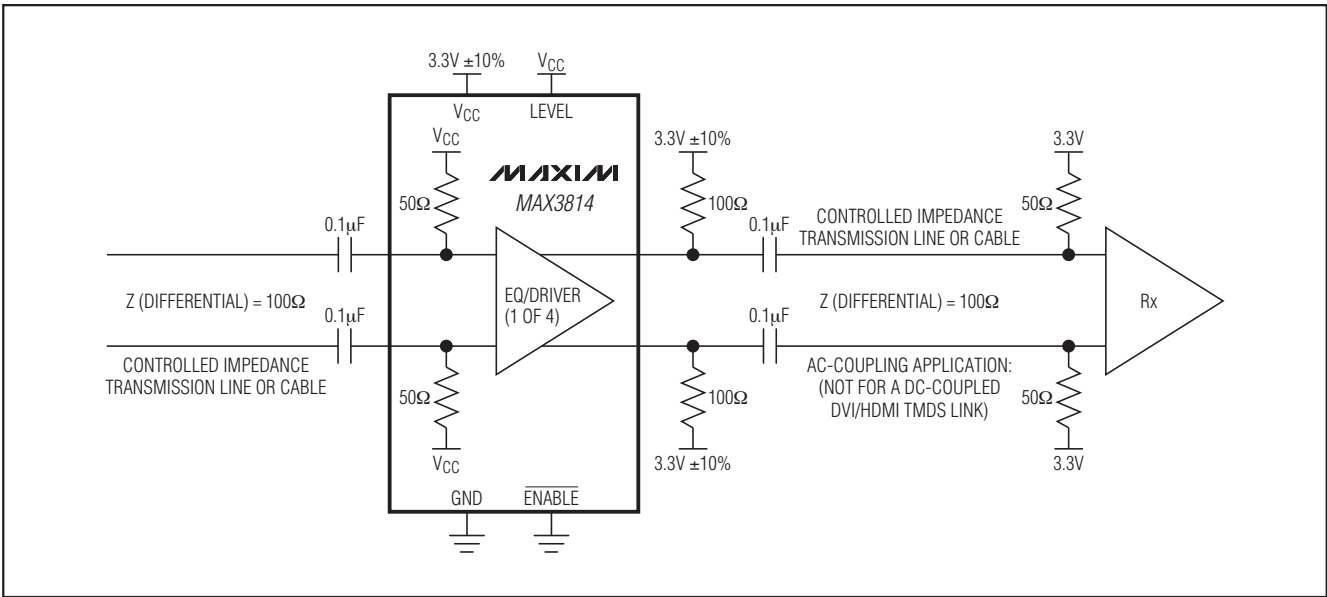 3.3V ±10%
VCC
VCC
LEVEL
VCC
MAXIM
MAX3814
50Ω
0.1µF
3.3V ±10%
100Ω
0.1µF
CONTROLLED IMPEDANCE
TRANSMISSION LINE OR CABLE
3.3V
50Ω
Z (DIFFERENTIAL) = 100Ω
0.1µF
EQ/DRIVER
(1 OF 4)
Z (DIFFERENTIAL) = 100Ω
0.1µF
Rx
CONTROLLED IMPEDANCE
TRANSMISSION LINE OR CABLE
50Ω
VCC
100Ω
3.3V ±10%
AC-COUPLING APPLICATION:
(NOT FOR A DC-COUPLED
DVI/HDMI TMDS LINK)
50Ω
3.3V
GND
ENABLE